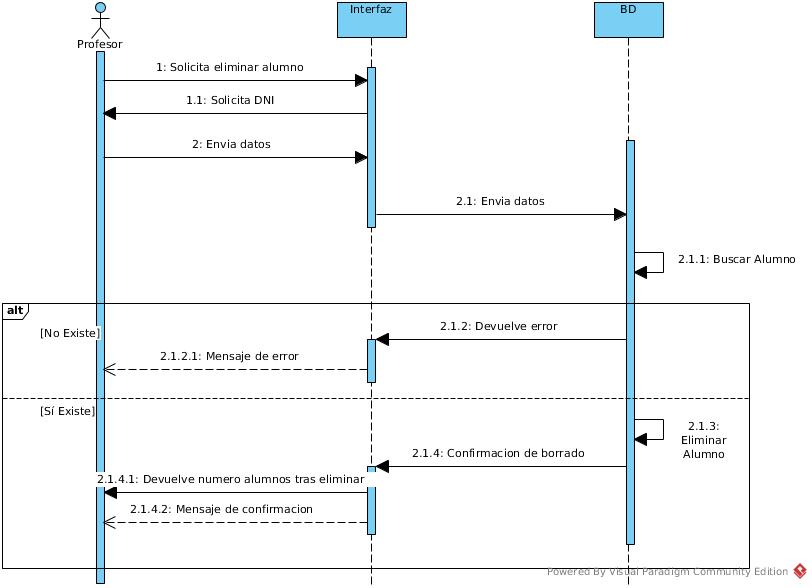 Interfaz
BD
Profesor
1: Solicita eliminar alumno
1.1: Solicita DNI
2: Envia datos
2.1: Envia datos
2.1.1: Buscar Alumno
alt
[No Existe]
2.1.2: Devuelve error
2.1.2.1: Mensaje de error
[Sí Existe]
2.1.3:
Eliminar
Alumno
2.1.4: Confirmacion de borrado
2.1.4.1: Devuelve numero alumnos tras eliminar
2.1.4.2: Mensaje de confirmacion
Powered By Visual Paradigm Community Edition